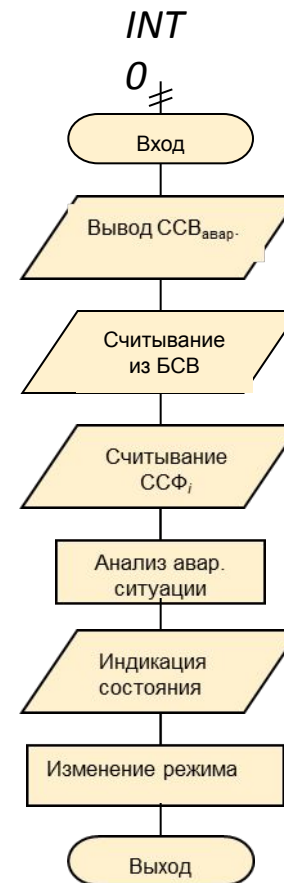 INT
0
Вход
Вывод ССВавар.
Считывание
из БСВ
Считывание
ССФi
Анализ авар.
ситуации
Индикация
состояния
Изменение режима
Выход